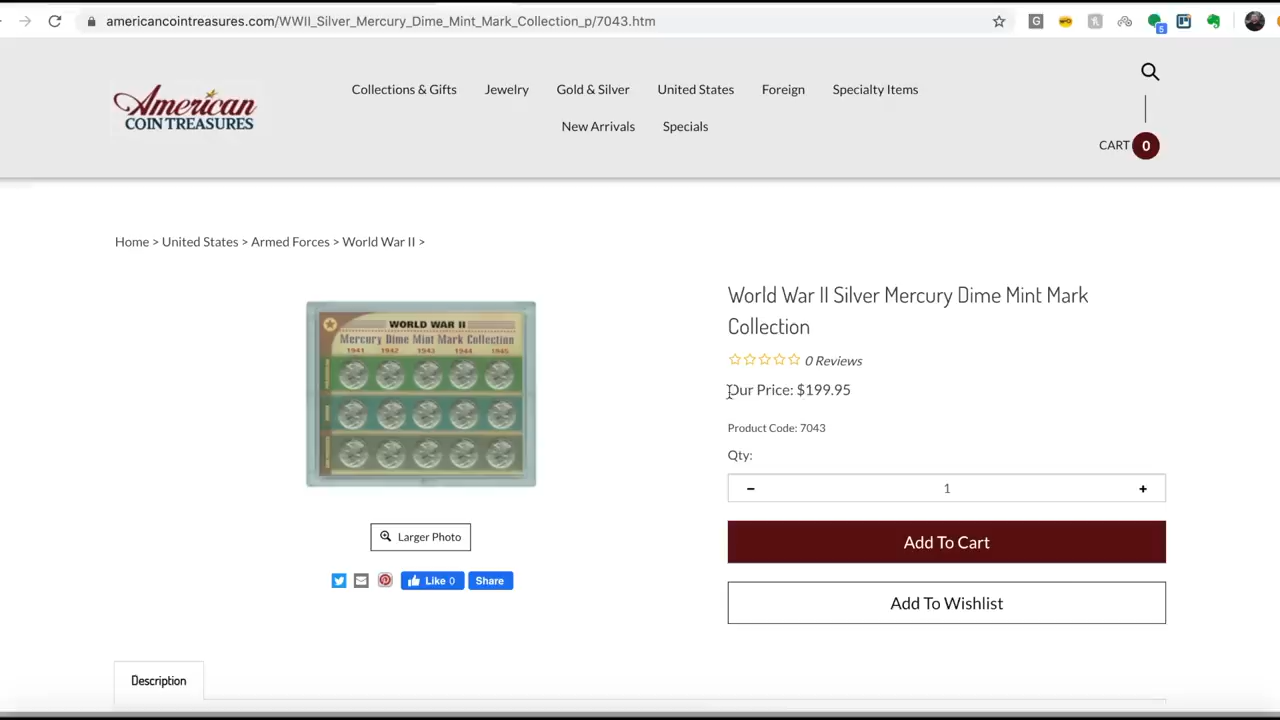 americancointreasures.com/WWII_Silver_Mercury_Dime_Mint_Mark_Collection_p/7043.htm
G
5
American
COIN TREASURES
Collections & Gifts
Jewelry
Gold & Silver
United States
Foreign
Specialty Items
New Arrivals
Specials
CART 0
Home > United States > Armed Forces > World War II >
WORLD WAR II
Mercury Dime Mint Mark Collection
1941 1942 1943 1944 1945
Larger Photo
Like 0
Share
World War II Silver Mercury Dime Mint Mark
Collection
0 Reviews
Our Price: $199.95
Product Code: 7043
Qty:
- 1 +
Add To Cart
Add To Wishlist
Description